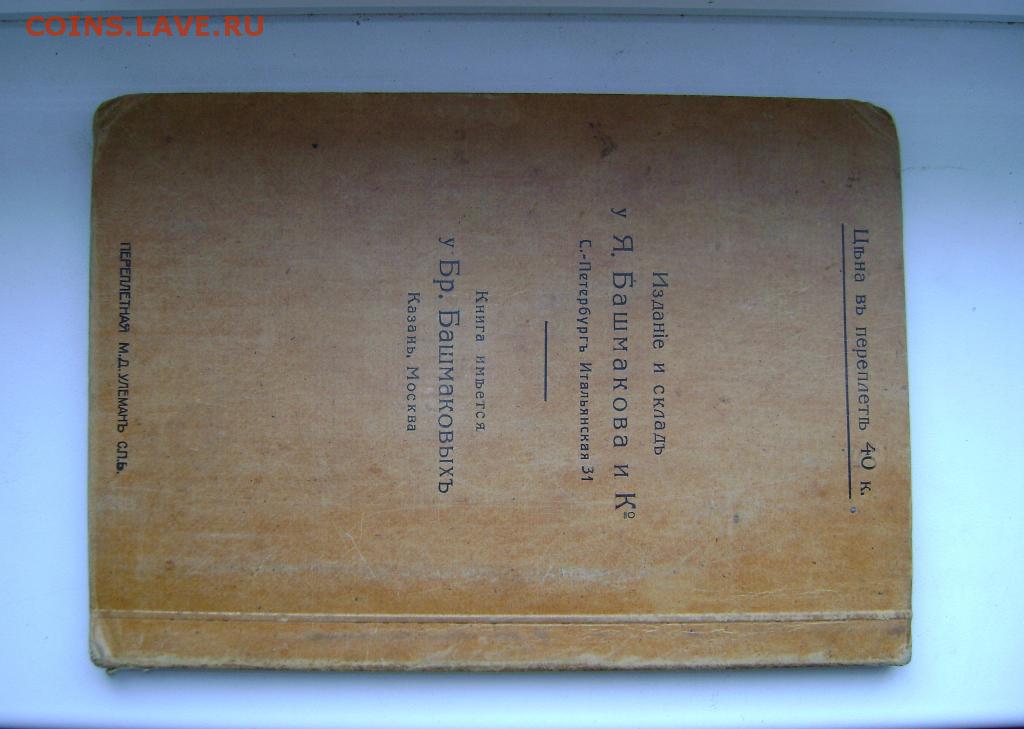 COINS.LAVE.RU
Цѣна въ переплетѣ 40 к.
Изданіе и складъ
у Я. Башмакова и Кº
С.-Петербургъ Итальянская 31
Книга имѣется
у Бр. Башмаковыхъ
Казань, Москва
ПЕРЕПЛЕТНАЯ М.Д.УЛЕМАНЪ С.П.Б.